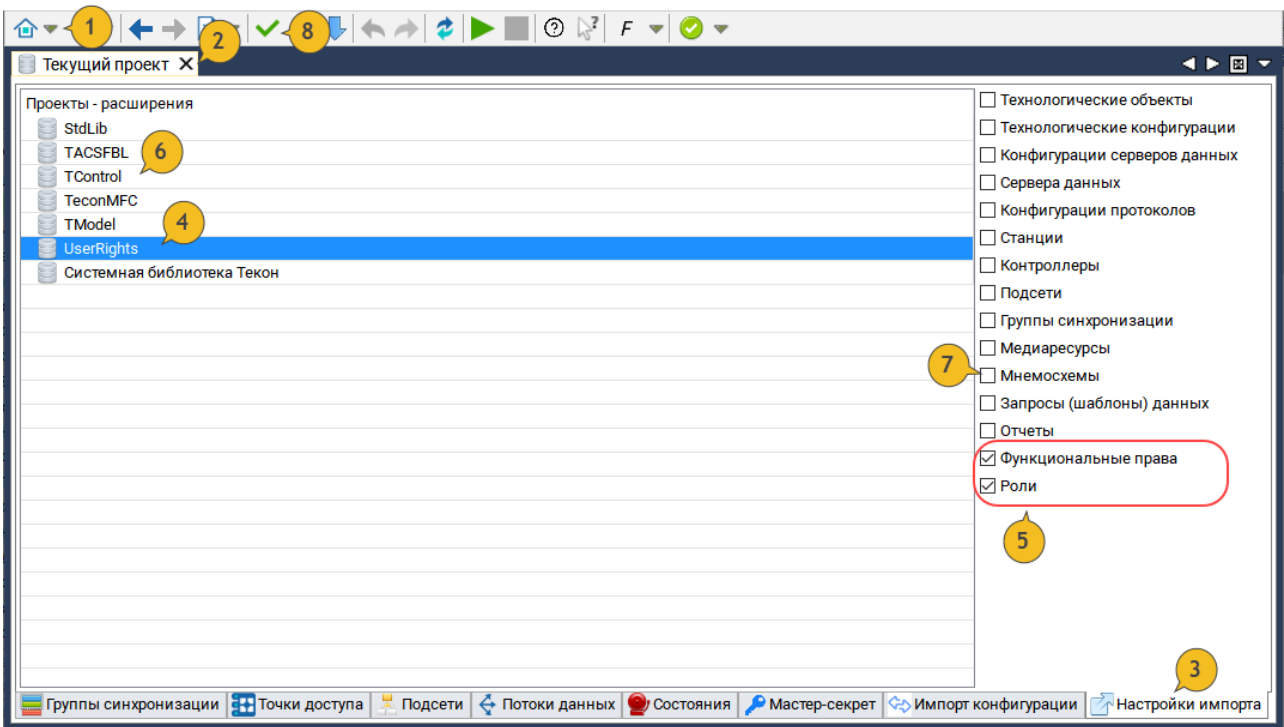 1
2
8
?
F
Текущий проект
Проекты - расширения
StdLib
TACSFBL
6
TControl
TeconMFC
TModel
4
UserRights
Системная библиотека Текон
Технологические объекты
Технологические конфигурации
Конфигурации серверов данных
Сервера данных
Конфигурации протоколов
Станции
Контроллеры
Подсети
Группы синхронизации
Медиаресурсы
7
Мнемосхемы
Запросы (шаблоны) данных
Отчеты
Функциональные права
Роли
5
3
Группы синхронизации Точки доступа Подсети Потоки данных Состояния Мастер-секрет Импорт конфигурации Настройки импорта